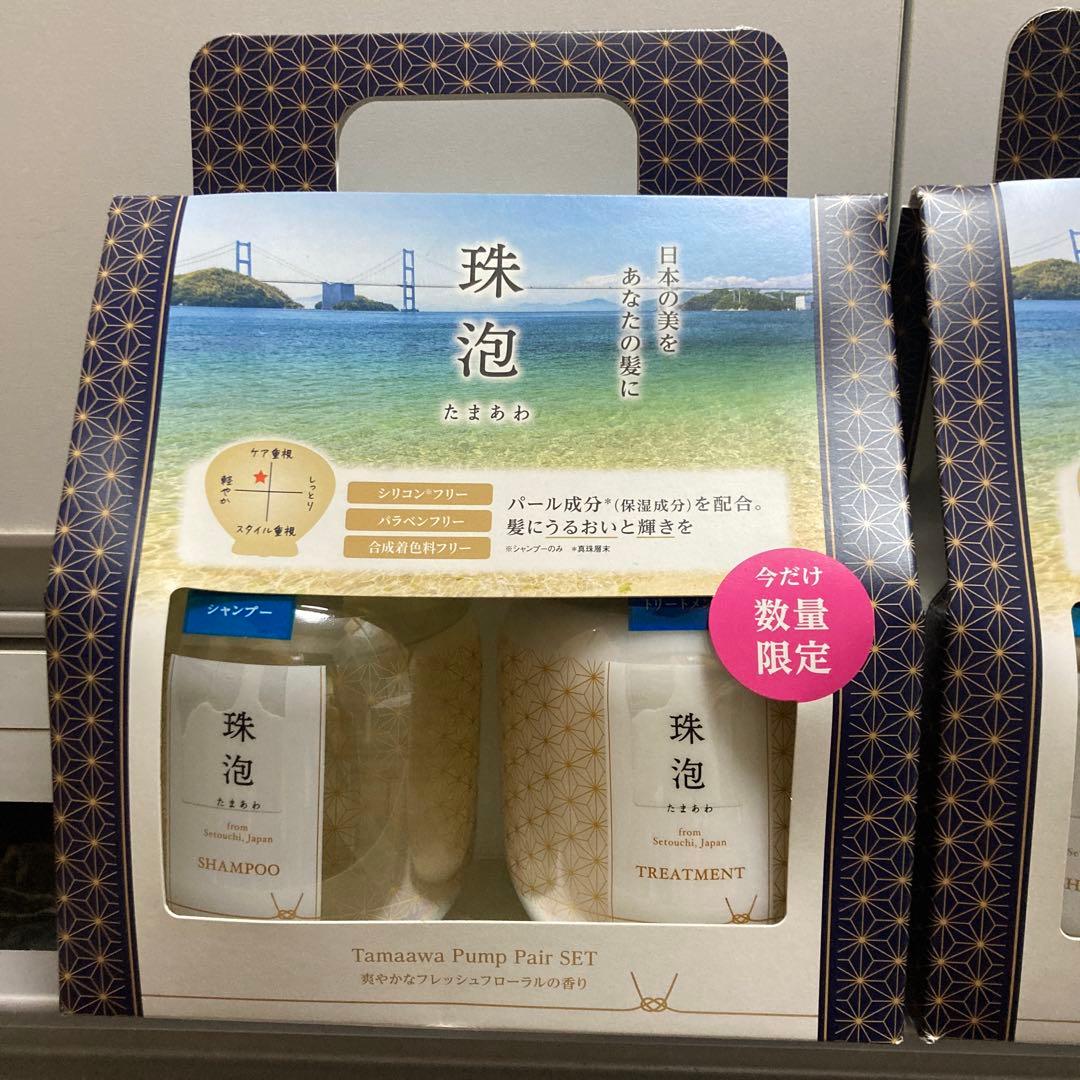 珠泡
たまあわ
日本の美を
あなたの髪に
ケア重視
軽やか
しっとり
スタイル重視
シリコン※フリー
パラベンフリー
合成着色料フリー
パール成分*(保湿成分)を配合。
髪にうるおいと輝きを
※シャンプーのみ *真珠層末
今だけ
数量
限定
シャンプー
珠泡
たまあわ
from
Setouchi, Japan
SHAMPOO
トリートメン
珠泡
たまあわ
from
Setouchi, Japan
TREATMENT
Tamaawa Pump Pair SET
爽やかなフレッシュフローラルの香り